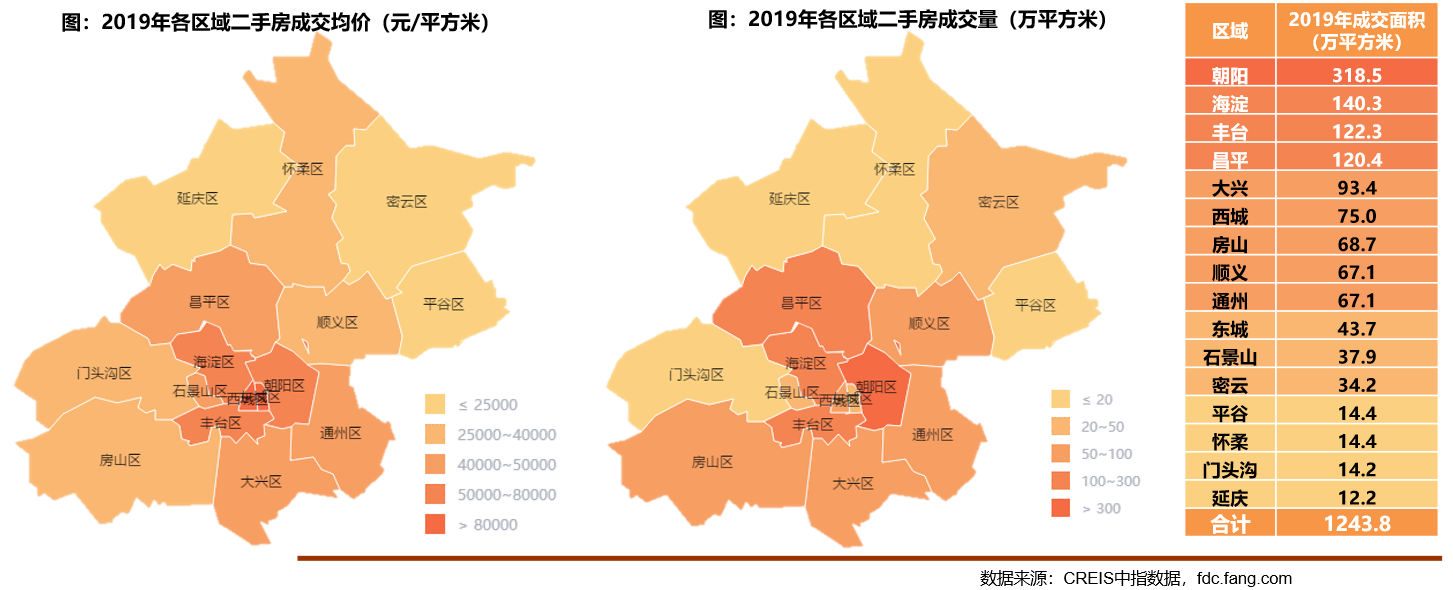 图：2019年各区域二手房成交均价（元/平方米）
怀柔区
延庆区
密云区
昌平区
平谷区
顺义区
海淀区
门头沟区
朝阳区
石景山区
西城区
丰台区
通州区
房山区
大兴区
≤ 25000
25000~40000
40000~50000
50000~80000
> 80000
图：2019年各区域二手房成交量（万平方米）
怀柔区
延庆区
密云区
昌平区
平谷区
顺义区
海淀区
门头沟区
朝阳区
石景山区
西城区
丰台区
通州区
房山区
大兴区
≤ 20
20~50
50~100
100~300
> 300
区域 2019年成交面积
（万平方米）
朝阳 318.5
海淀 140.3
丰台 122.3
昌平 120.4
大兴 93.4
西城 75.0
房山 68.7
顺义 67.1
通州 67.1
东城 43.7
石景山 37.9
密云 34.2
平谷 14.4
怀柔 14.4
门头沟 14.2
延庆 12.2
合计 1243.8
数据来源：CREIS中指数据，fdc.fang.com